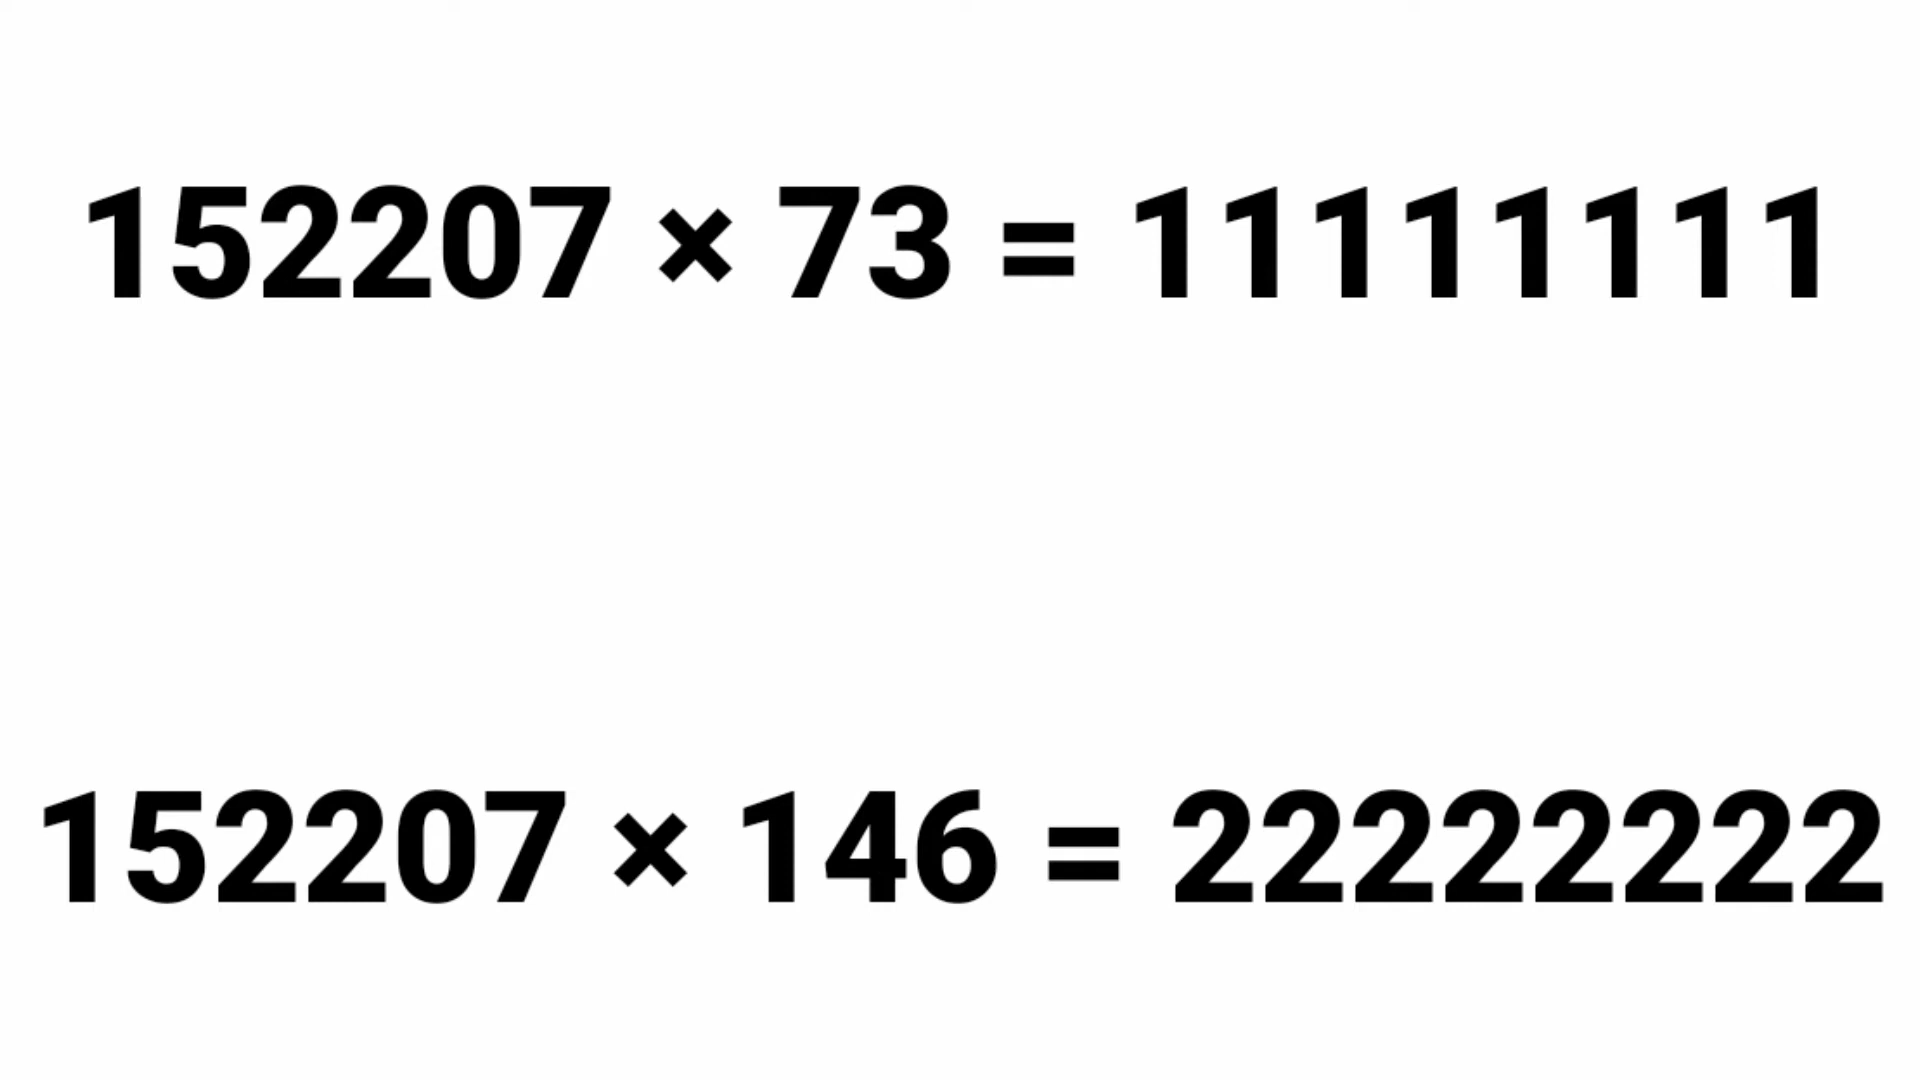 152207 × 73 = 11111111
152207 × 146 = 22222222